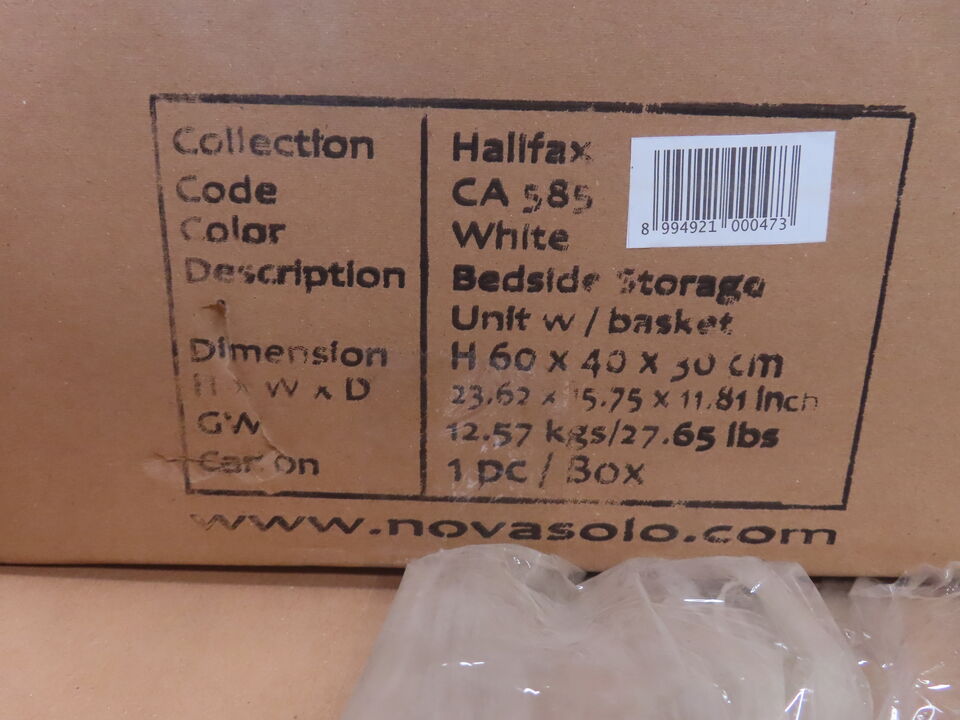 Collection Halifax
Code CA 585
Color White
Description Bedside Storage
Unit w / basket
Dimension H 60 x 40 x 30 cm
H x W x D 23.62 x 15.75 x 11.81 Inch
GW 12.57 kgs/27.65 lbs
Carton 1 pc / Box
www.novasolo.com
8 994921 000473